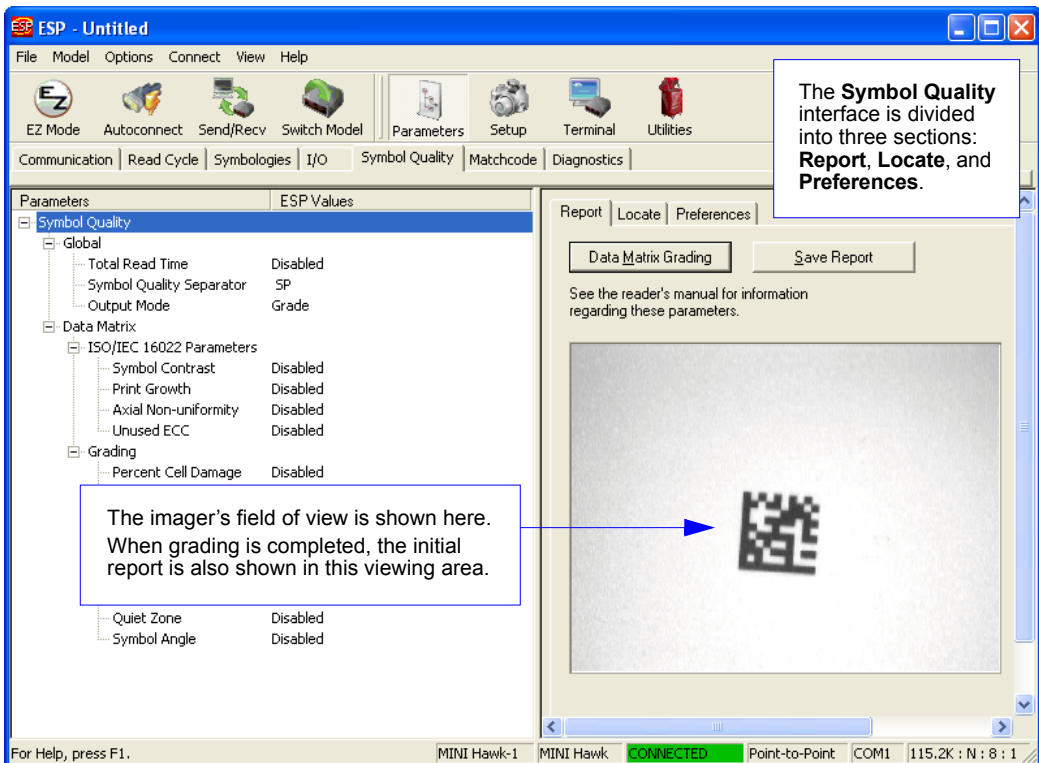 ESP - Untitled
File Model Options Connect View Help
EZ Mode Autoconnect Send/Recv Switch Model Parameters Setup Terminal Utilities
Communication Read Cycle Symbologies I/O Symbol Quality Matchcode Diagnostics
The Symbol Quality
interface is divided
into three sections:
Report, Locate, and
Preferences.
Parameters ESP Values
Symbol Quality
Global
Total Read Time Disabled
Symbol Quality Separator SP
Output Mode Grade
Data Matrix
ISO/IEC 16022 Parameters
Symbol Contrast Disabled
Print Growth Disabled
Axial Non-uniformity Disabled
Unused ECC Disabled
Grading
Percent Cell Damage Disabled
The imager's field of view is shown here.
When grading is completed, the initial
report is also shown in this viewing area.
Quiet Zone Disabled
Symbol Angle Disabled
Report Locate Preferences
Data Matrix Grading Save Report
See the reader's manual for information
regarding these parameters.
For Help, press F1. MINI Hawk-1 MINI Hawk CONNECTED Point-to-Point COM1 115.2K : N : 8 : 1